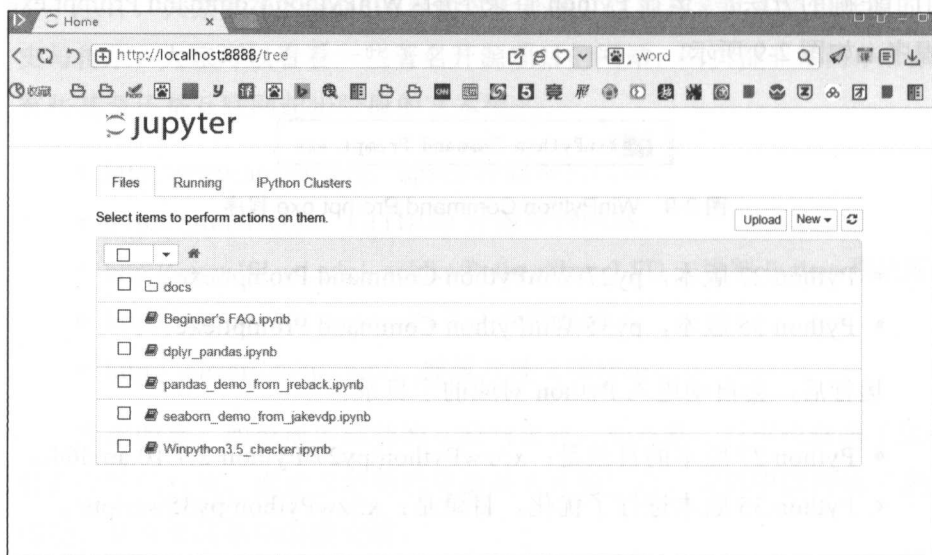 Home
http://localhost:8888/tree
word
jupyter
Files Running IPython Clusters
Select items to perform actions on them.
Upload New
docs
Beginner's FAQ.ipynb
dplyr_pandas.ipynb
pandas_demo_from_jreback.ipynb
seaborn_demo_from_jakevdp.ipynb
Winpython3.5_checker.ipynb